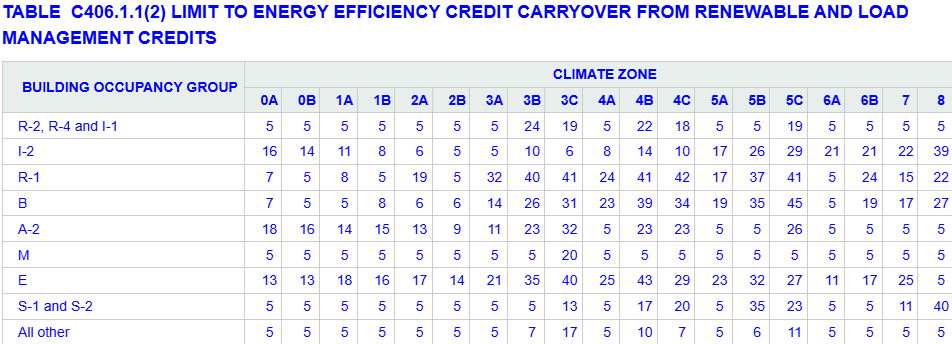 TABLE C406.1.1(2) LIMIT TO ENERGY EFFICIENCY CREDIT CARRYOVER FROM RENEWABLE AND LOAD
MANAGEMENT CREDITS
BUILDING OCCUPANCY GROUP CLIMATE ZONE
0A 0B 1A 1B 2A 2B 3A 3B 3C 4A 4B 4C 5A 5B 5C 6A 6B 7 8
R-2, R-4 and I-1 5 5 5 5 5 5 5 24 19 5 22 18 5 5 19 5 5 5 5
I-2 16 14 11 8 6 5 5 10 6 8 14 10 17 26 29 21 21 22 39
R-1 7 5 8 5 19 5 32 40 41 24 41 42 17 37 41 5 24 15 22
B 7 5 5 8 6 6 14 26 31 23 39 34 19 35 45 5 19 17 27
A-2 18 16 14 15 13 9 11 23 32 5 23 23 5 5 26 5 5 5 5
M 5 5 5 5 5 5 5 5 20 5 5 5 5 5 5 5 5 5 5
E 13 13 18 16 17 14 21 35 40 25 43 29 23 32 27 11 17 25 5
S-1 and S-2 5 5 5 5 5 5 5 5 13 5 17 20 5 35 23 5 5 11 40
All other 5 5 5 5 5 5 5 7 17 5 10 7 5 6 11 5 5 5 5